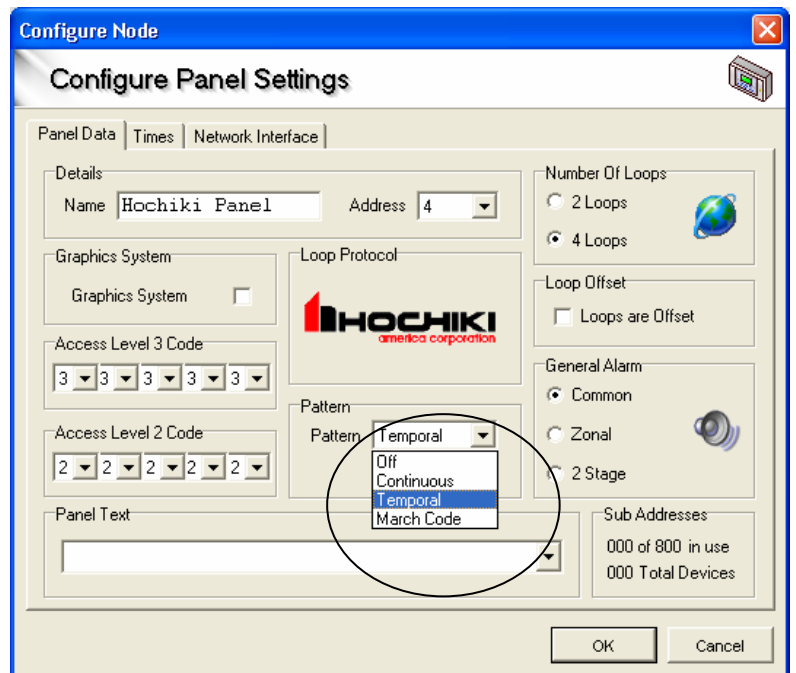 Configure Node
Configure Panel Settings
Panel Data Times Network Interface
Details
Name Hochiki Panel Address 4
Number Of Loops
2 Loops
4 Loops
Graphics System
Graphics System
Loop Protocol
HOCHIKI
america corporation
Loop Offset
Loops are Offset
Access Level 3 Code
3 3 3 3 3
General Alarm
Common
Zonal
2 Stage
Pattern
Pattern Temporal
Off
Continuous
Temporal
March Code
Access Level 2 Code
2 2 2 2 2
Panel Text
Sub Addresses
000 of 800 in use
000 Total Devices
OK Cancel